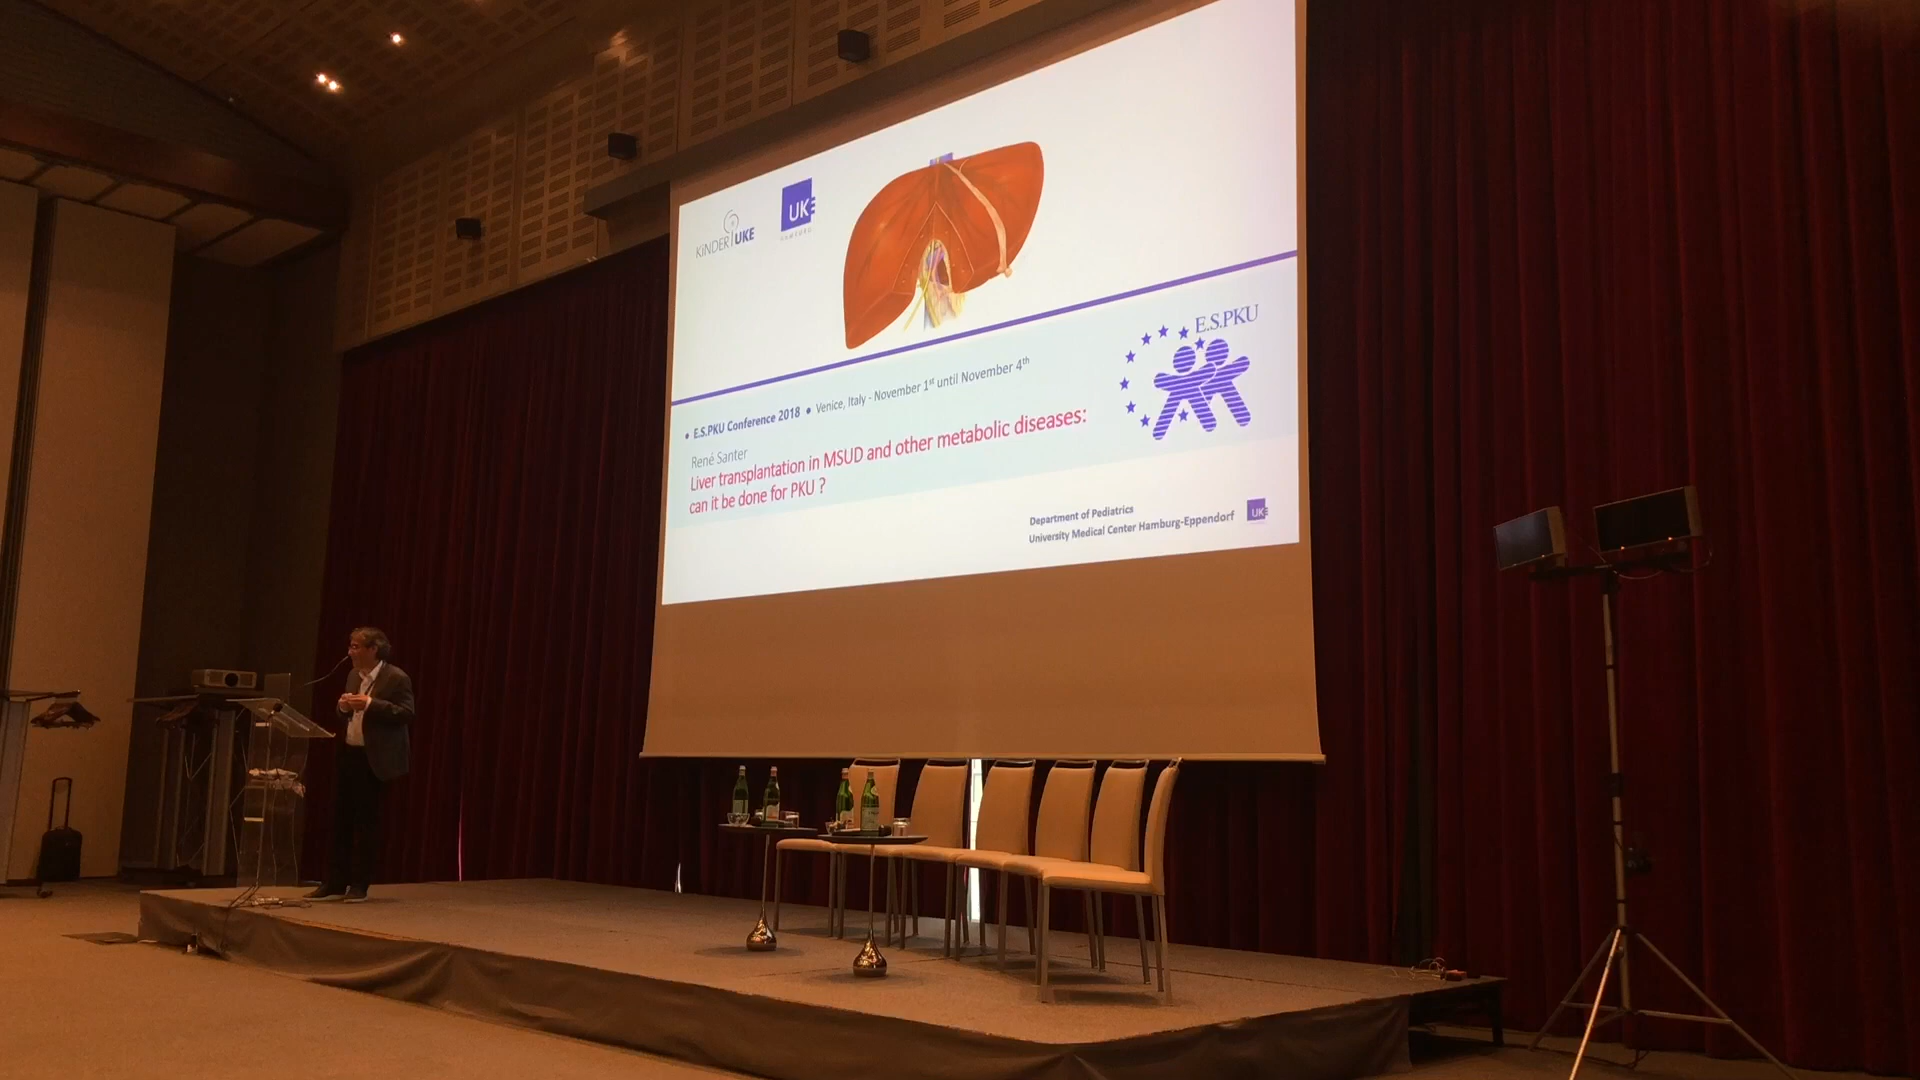 KiNDER UKE
UKE
HAMBURG
E.S.PKU
• E.S.PKU Conference 2018 • Venice, Italy - November 1st until November 4th
René Santer
Liver transplantation in MSUD and other metabolic diseases:
can it be done for PKU ?
Department of Pediatrics
University Medical Center Hamburg-Eppendorf
UKE